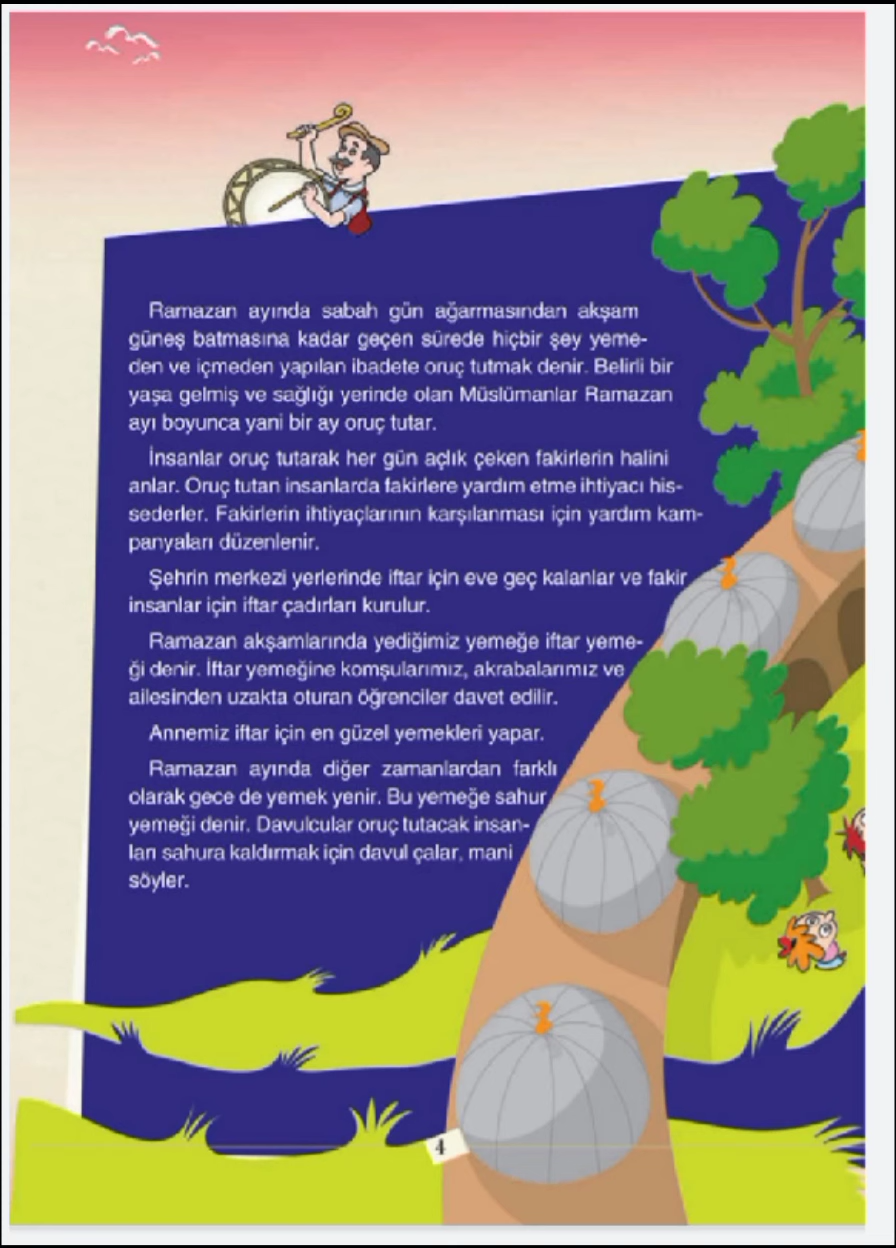 Ramazan ayında sabah gün ağarmasından akşam
güneş batmasına kadar geçen sürede hiçbir şey yeme-
den ve içmeden yapılan ibadete oruç tutmak denir. Belirli bir
yaşa gelmiş ve sağlığı yerinde olan Müslümanlar Ramazan
ayı boyunca yani bir ay oruç tutar.
İnsanlar oruç tutarak her gün açlık çeken fakirlerin halini
anlar. Oruç tutan insanlarda fakirlere yardım etme ihtiyacı his-
sederler. Fakirlerin ihtiyaçlarının karşılanması için yardım kam-
panyaları düzenlenir.
Şehrin merkezi yerlerinde iftar için eve geç kalanlar ve fakir
insanlar için iftar çadırları kurulur.
Ramazan akşamlarında yediğimiz yemeğe iftar yeme-
ği denir. İftar yemeğine komşularımız, akrabalarımız ve
ailesinden uzakta oturan öğrenciler davet edilir.
Annemiz iftar için en güzel yemekleri yapar.
Ramazan ayında diğer zamanlardan farklı
olarak gece de yemek yenir. Bu yemeğe sahur
yemeği denir. Davulcular oruç tutacak insan-
ları sahura kaldırmak için davul çalar, mani
söyler.
4